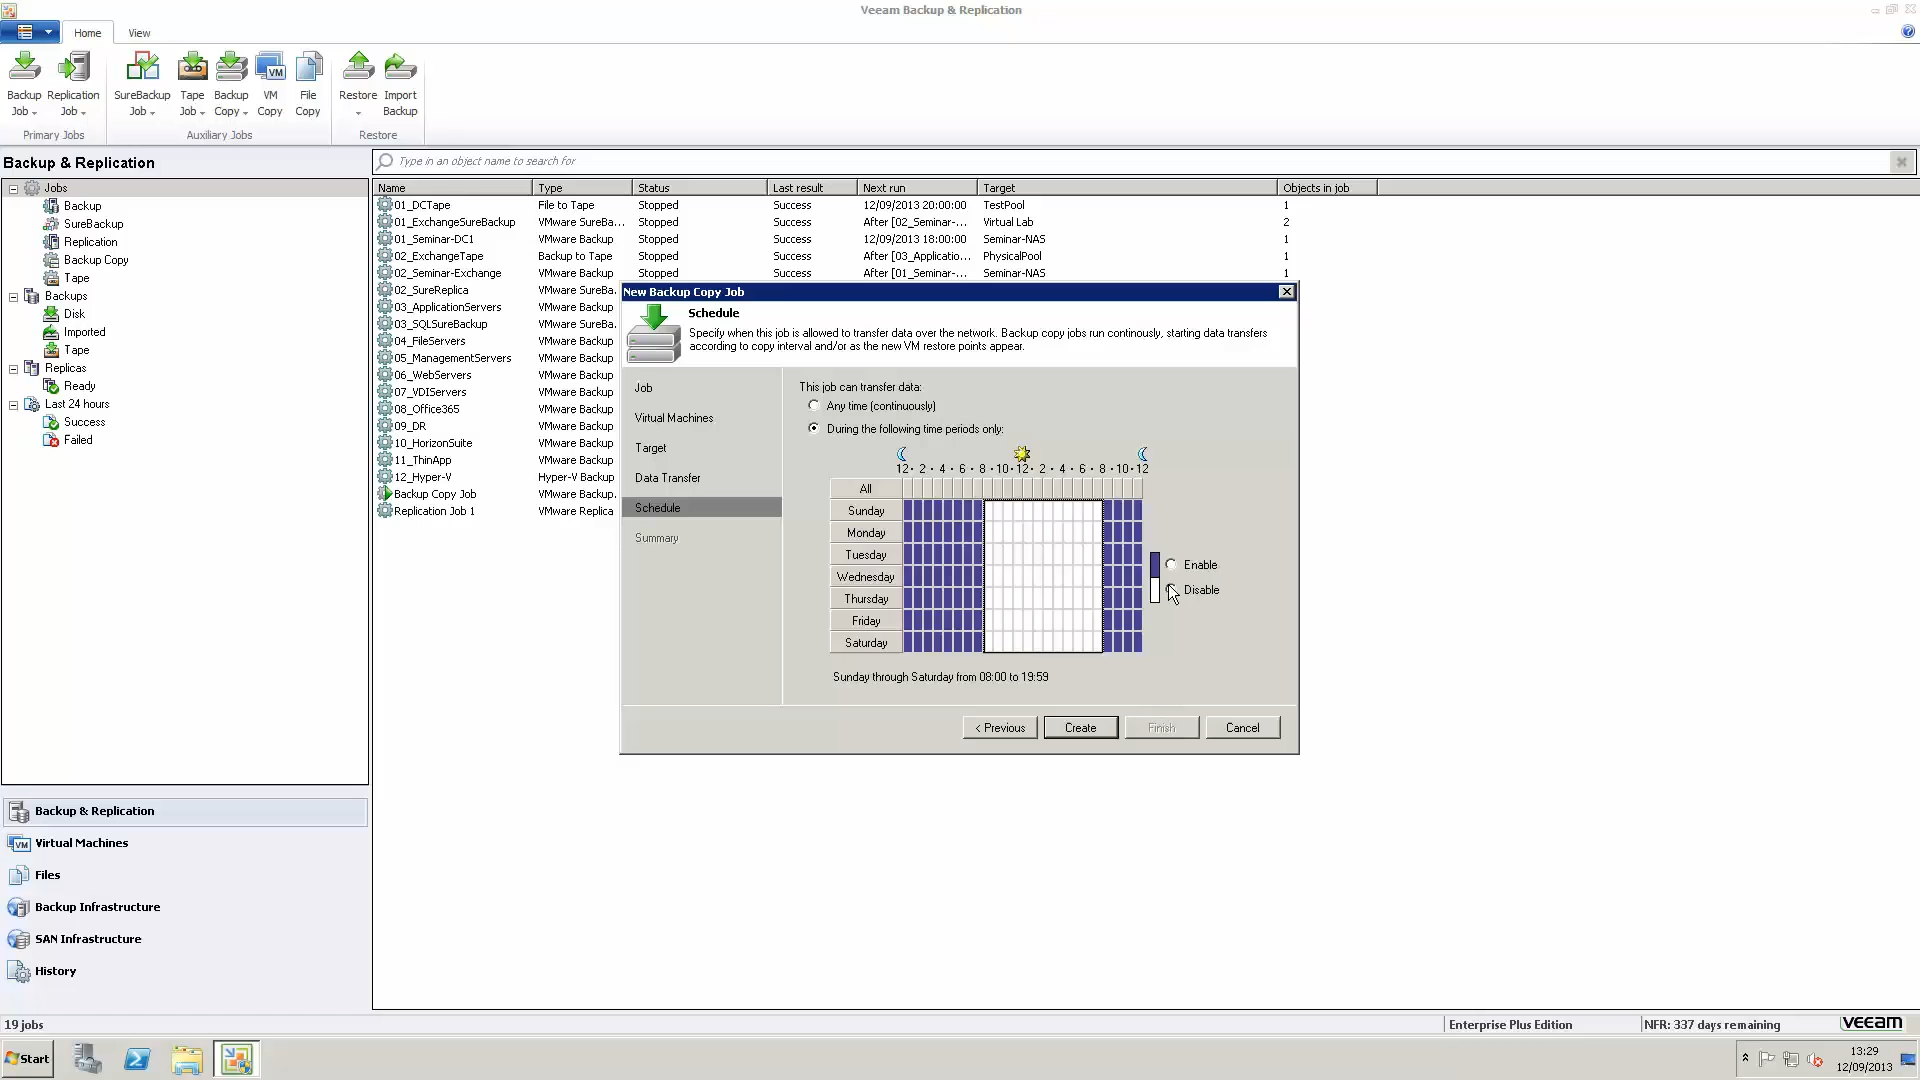 Veeam Backup & Replication
Home View
Backup Job
Replication Job
SureBackup Job
Tape Job
Backup Copy
VM Copy
File Copy
Restore
Import Backup
Primary Jobs
Auxiliary Jobs
Restore
Backup & Replication
Type in an object name to search for
Jobs
Backup
SureBackup
Replication
Backup Copy
Tape
Backups
Disk
Imported
Tape
Replicas
Ready
Last 24 hours
Success
Failed
Name Type Status Last result Next run Target Objects in job
01_DCTape File to Tape Stopped Success 12/09/2013 20:00:00 TestPool 1
01_ExchangeSureBackup VMware SureBa... Stopped Success After [02_Seminar-... Virtual Lab 2
01_Seminar-DC1 VMware Backup Stopped Success 12/09/2013 18:00:00 Seminar-NAS 1
02_ExchangeTape Backup to Tape Stopped Success After [03_Applicatio... PhysicalPool 1
02_Seminar-Exchange VMware Backup Stopped Success After [01_Seminar-... Seminar-NAS 1
02_SureReplica VMware SureBa.
03_ApplicationServers VMware Backup
03_SQLSureBackup VMware SureBa.
04_FileServers VMware Backup
05_ManagementServers VMware Backup
06_WebServers VMware Backup
07_VDIServers VMware Backup
08_Office365 VMware Backup
09_DR VMware Backup
10_HorizonSuite VMware Backup
11_ThinApp VMware Backup
12_Hyper-V Hyper-V Backup
Backup Copy Job VMware Backup.
Replication Job 1 VMware Replica
New Backup Copy Job
Schedule
Specify when this job is allowed to transfer data over the network. Backup copy jobs run continously, starting data transfers
according to copy interval and/or as the new VM restore points appear.
Job
Virtual Machines
Target
Data Transfer
Schedule
Summary
This job can transfer data:
Any time (continuously)
During the following time periods only:
12 · 2 · 4 · 6 · 8 · 10 · 12 · 2 · 4 · 6 · 8 · 10 · 12
All
Sunday
Monday
Tuesday
Wednesday
Thursday
Friday
Saturday
Enable
Disable
Sunday through Saturday from 08:00 to 19:59
< Previous Create Finish Cancel
Backup & Replication
VM Virtual Machines
Files
Backup Infrastructure
SAN Infrastructure
History
19 jobs
Enterprise Plus Edition
NFR: 337 days remaining
veeam
Start
13:29
12/09/2013